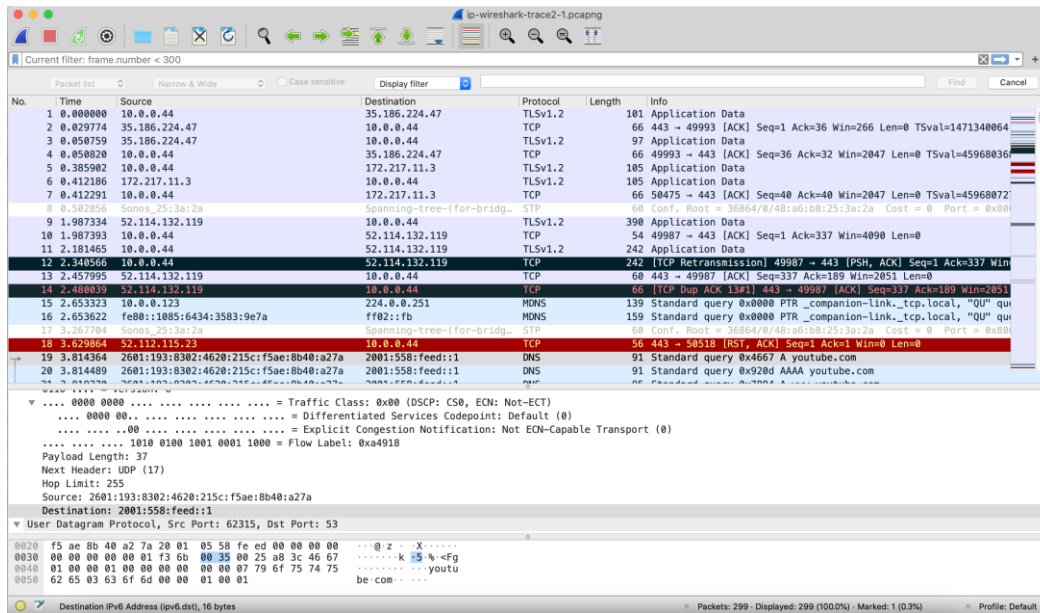 ip-wireshark-trace2-1.pcapng
Current filter: frame.number < 300
Packet list Narrow & Wide Case sensitive Display filter Find Cancel
No. Time Source Destination Protocol Length Info
1 0.000000 10.0.0.44 35.186.224.47 TLSv1.2 101 Application Data
2 0.029774 35.186.224.47 10.0.0.44 TCP 66 443 → 49993 [ACK] Seq=1 Ack=36 Win=266 Len=0 TSval=1471340064
3 0.050759 35.186.224.47 10.0.0.44 TLSv1.2 97 Application Data
4 0.050820 10.0.0.44 35.186.224.47 TCP 66 49993 → 443 [ACK] Seq=36 Ack=32 Win=2047 Len=0 TSval=45968036
5 0.385902 10.0.0.44 172.217.11.3 TLSv1.2 105 Application Data
6 0.412186 172.217.11.3 10.0.0.44 TLSv1.2 105 Application Data
7 0.412291 10.0.0.44 172.217.11.3 TCP 66 50475 → 443 [ACK] Seq=40 Ack=40 Win=2047 Len=0 TSval=45968072
8 0.502856 Sonos_25:3a:2a Spanning-tree-(for-bridg… STP 60 Conf. Root = 36864/0/48:a6:b8:25:3a:2a Cost = 0 Port = 0x80
9 1.987334 52.114.132.119 10.0.0.44 TLSv1.2 390 Application Data
10 1.987393 10.0.0.44 52.114.132.119 TCP 54 49987 → 443 [ACK] Seq=1 Ack=337 Win=4090 Len=0
11 2.181465 10.0.0.44 52.114.132.119 TLSv1.2 242 Application Data
12 2.340566 10.0.0.44 52.114.132.119 TCP 242 [TCP Retransmission] 49987 → 443 [PSH, ACK] Seq=1 Ack=337 Win
13 2.457995 52.114.132.119 10.0.0.44 TCP 60 443 → 49987 [ACK] Seq=337 Ack=189 Win=2051 Len=0
14 2.480039 52.114.132.119 10.0.0.44 TCP 66 [TCP Dup ACK 13#1] 443 → 49987 [ACK] Seq=337 Ack=189 Win=2051
15 2.653323 10.0.0.123 224.0.0.251 MDNS 139 Standard query 0x0000 PTR _companion-link._tcp.local, "QU" que
16 2.653622 fe80::1085:6434:3583:9e7a ff02::fb MDNS 159 Standard query 0x0000 PTR _companion-link._tcp.local, "QU" que
17 3.267704 Sonos_25:3a:2a Spanning-tree-(for-bridg… STP 60 Conf. Root = 36864/0/48:a6:b8:25:3a:2a Cost = 0 Port = 0x80
18 3.629864 52.112.115.23 10.0.0.44 TCP 56 443 → 50518 [RST, ACK] Seq=1 Ack=1 Win=0 Len=0
19 3.814364 2601:193:8302:4620:215c:f5ae:8b40:a27a 2001:558:feed::1 DNS 91 Standard query 0x4667 A youtube.com
20 3.814489 2601:193:8302:4620:215c:f5ae:8b40:a27a 2001:558:feed::1 DNS 91 Standard query 0x920d AAAA youtube.com
.... 0000 0000 .... .... .... .... .... = Traffic Class: 0x00 (DSCP: CS0, ECN: Not-ECT)
.... 0000 00.. .... .... .... .... .... = Differentiated Services Codepoint: Default (0)
.... .... ..00 .... .... .... .... .... = Explicit Congestion Notification: Not ECN-Capable Transport (0)
.... .... .... 1010 0100 1001 0001 1000 = Flow Label: 0xa4918
Payload Length: 37
Next Header: UDP (17)
Hop Limit: 255
Source: 2601:193:8302:4620:215c:f5ae:8b40:a27a
Destination: 2001:558:feed::1
User Datagram Protocol, Src Port: 62315, Dst Port: 53
0020 f5 ae 8b 40 a2 7a 20 01 05 58 fe ed 00 00 00 00 ···@·z · ·X······
0030 00 00 00 00 00 01 f3 6b 00 35 00 25 a8 3c 46 67 ·······k ·5·%·<Fg
0040 01 00 00 01 00 00 00 00 00 00 07 79 6f 75 74 75 ········ ···youtu
0050 62 65 03 63 6f 6d 00 00 01 00 01 be·com·· ···
Destination IPv6 Address (ipv6.dst), 16 bytes Packets: 299 · Displayed: 299 (100.0%) · Marked: 1 (0.3%) Profile: Default